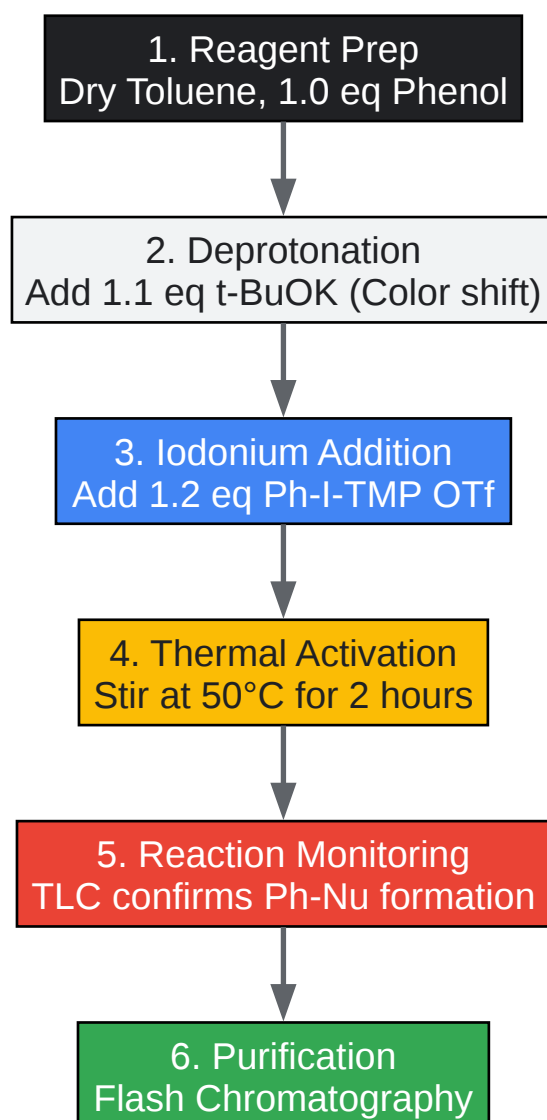 1. Reagent Prep
Dry Toluene, 1.0 eq Phenol
2. Deprotonation
Add 1.1 eq t-BuOK (Color shift)
3. Iodonium Addition
Add 1.2 eq Ph-I-TMP OTf
4. Thermal Activation
Stir at 50°C for 2 hours
5. Reaction Monitoring
TLC confirms Ph-Nu formation
6. Purification
Flash Chromatography